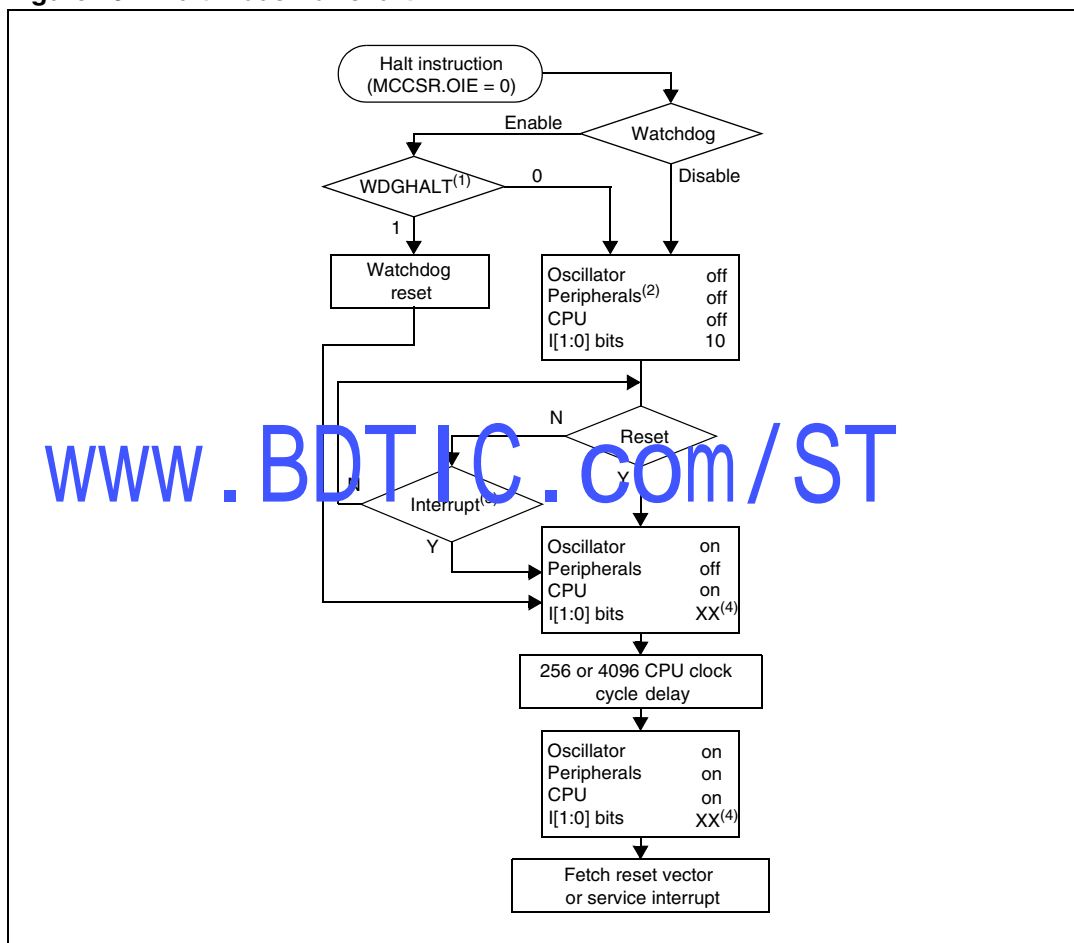 Halt instruction
(MCCSR.OIE = 0)
Enable
Watchdog
WDGHALT(1)
0
Disable
1
Watchdog
reset
Oscillator off
Peripherals(2) off
CPU off
I[1:0] bits 10
N
Reset
www.BDTIC.com/ST
N
Y
Interrupt
Y
Oscillator on
Peripherals off
CPU on
I[1:0] bits XX(4)
256 or 4096 CPU clock
cycle delay
Oscillator on
Peripherals on
CPU on
I[1:0] bits XX(4)
Fetch reset vector
or service interrupt